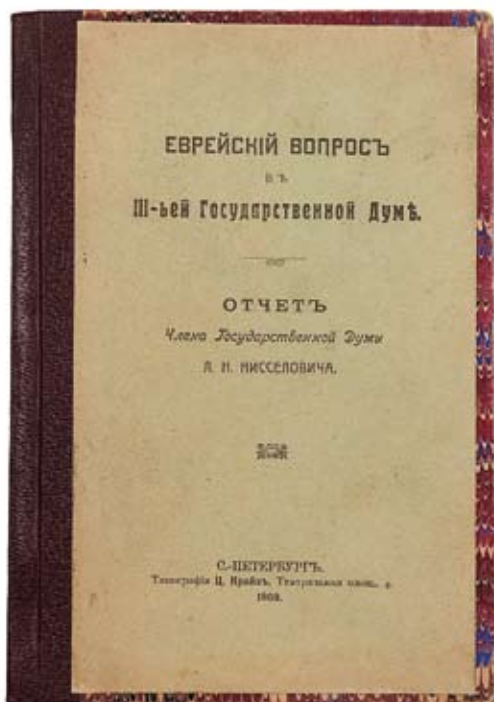 ЕВРЕЙСКІЙ ВОПРОСЪ
ВЪ
III-ьей Государственной Думѣ.
ОТЧЕТЪ
Члена Государственной Думы
Л. Н. НИССЕЛОВИЧА.
С.-ПЕТЕРБУРГЪ.
Типографія Ц. Крайзъ, Театральная площ.,
1908.